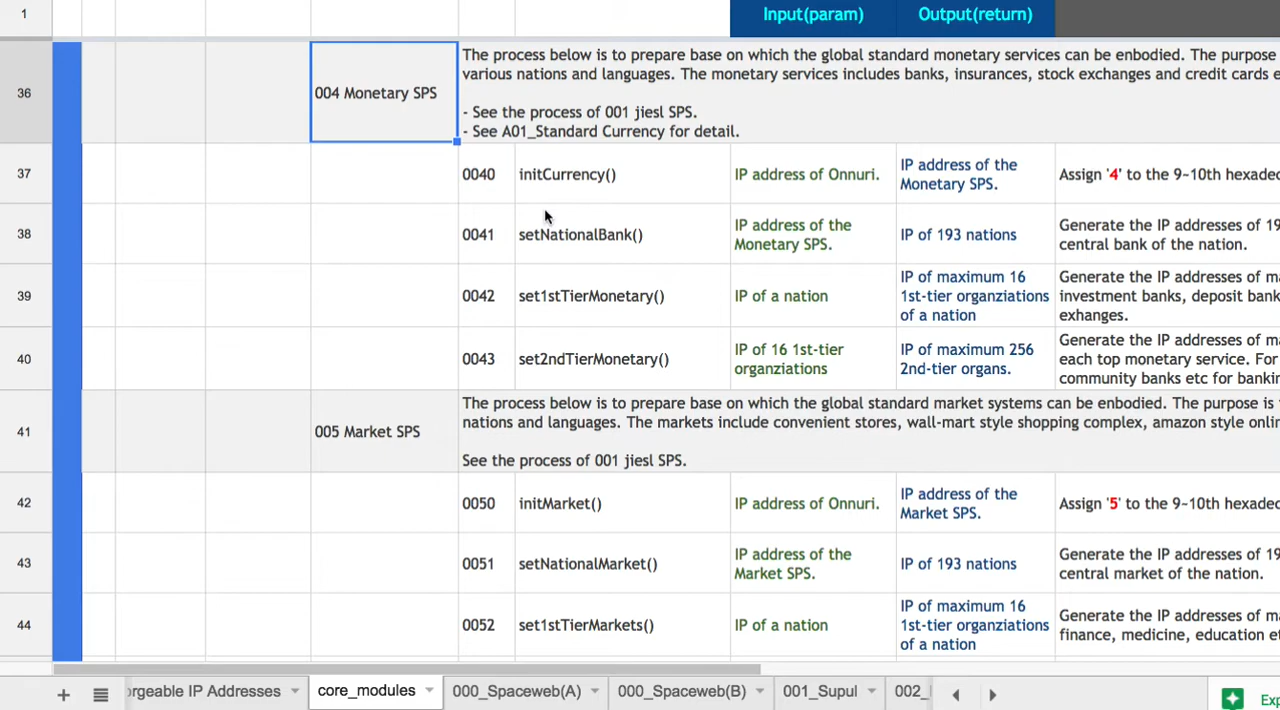 1
Input(param)
Output(return)
36
004 Monetary SPS
The process below is to prepare base on which the global standard monetary services can be enbodied. The purpose
various nations and languages. The monetary services includes banks, insurances, stock exchanges and credit cards e
- See the process of 001 jiesl SPS.
- See A01_Standard Currency for detail.
37
0040
initCurrency()
IP address of Onnuri.
IP address of the
Monetary SPS.
Assign '4' to the 9~10th hexadec
38
0041
setNationalBank()
IP address of the
Monetary SPS.
IP of 193 nations
Generate the IP addresses of 19
central bank of the nation.
39
0042
set1stTierMonetary()
IP of a nation
IP of maximum 16
1st-tier organziations
of a nation
Generate the IP addresses of ma
investment banks, deposit bank
exhanges.
40
0043
set2ndTierMonetary()
IP of 16 1st-tier
organziations
IP of maximum 256
2nd-tier organs.
Generate the IP addresses of ma
each top monetary service. For
community banks etc for bankin
41
005 Market SPS
The process below is to prepare base on which the global standard market systems can be enbodied. The purpose is
nations and languages. The markets include convenient stores, wall-mart style shopping complex, amazon style onlin
See the process of 001 jiesl SPS.
42
0050
initMarket()
IP address of Onnuri.
IP address of the
Market SPS.
Assign '5' to the 9~10th hexadec
43
0051
setNationalMarket()
IP address of the
Market SPS.
IP of 193 nations
Generate the IP addresses of 19
central market of the nation.
44
0052
set1stTierMarkets()
IP of a nation
IP of maximum 16
1st-tier organziations
of a nation
Generate the IP addresses of ma
finance, medicine, education et
rgeable IP Addresses
core_modules
000_Spaceweb(A)
000_Spaceweb(B)
001_Supul
002_
Exp